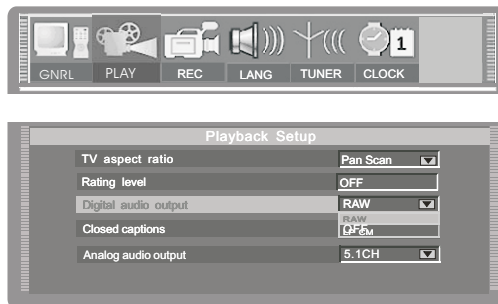 GNRL PLAY REC LANG TUNER CLOCK
1
Playback Setup
TV aspect ratio Pan Scan
Rating level OFF
Digital audio output RAW
RAW
Closed captions OFF
Analog audio output 5.1CH